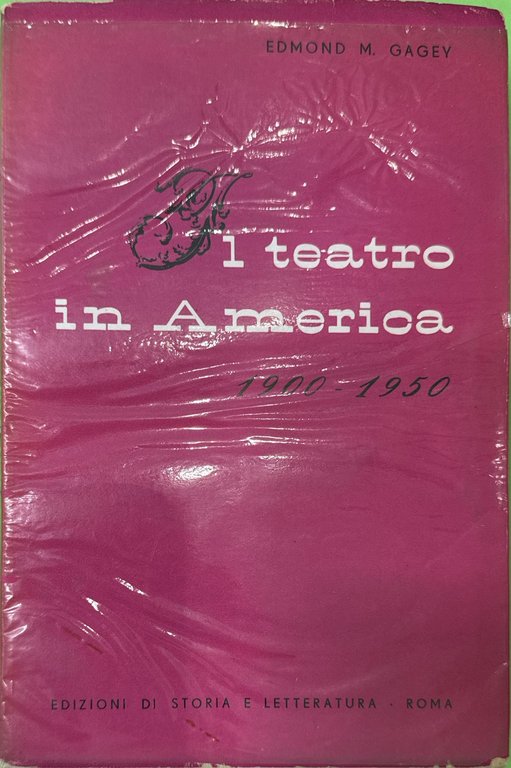 EDMOND M. GAGEY
Il teatro
in America
1900 - 1950
EDIZIONI DI STORIA E LETTERATURA · ROMA